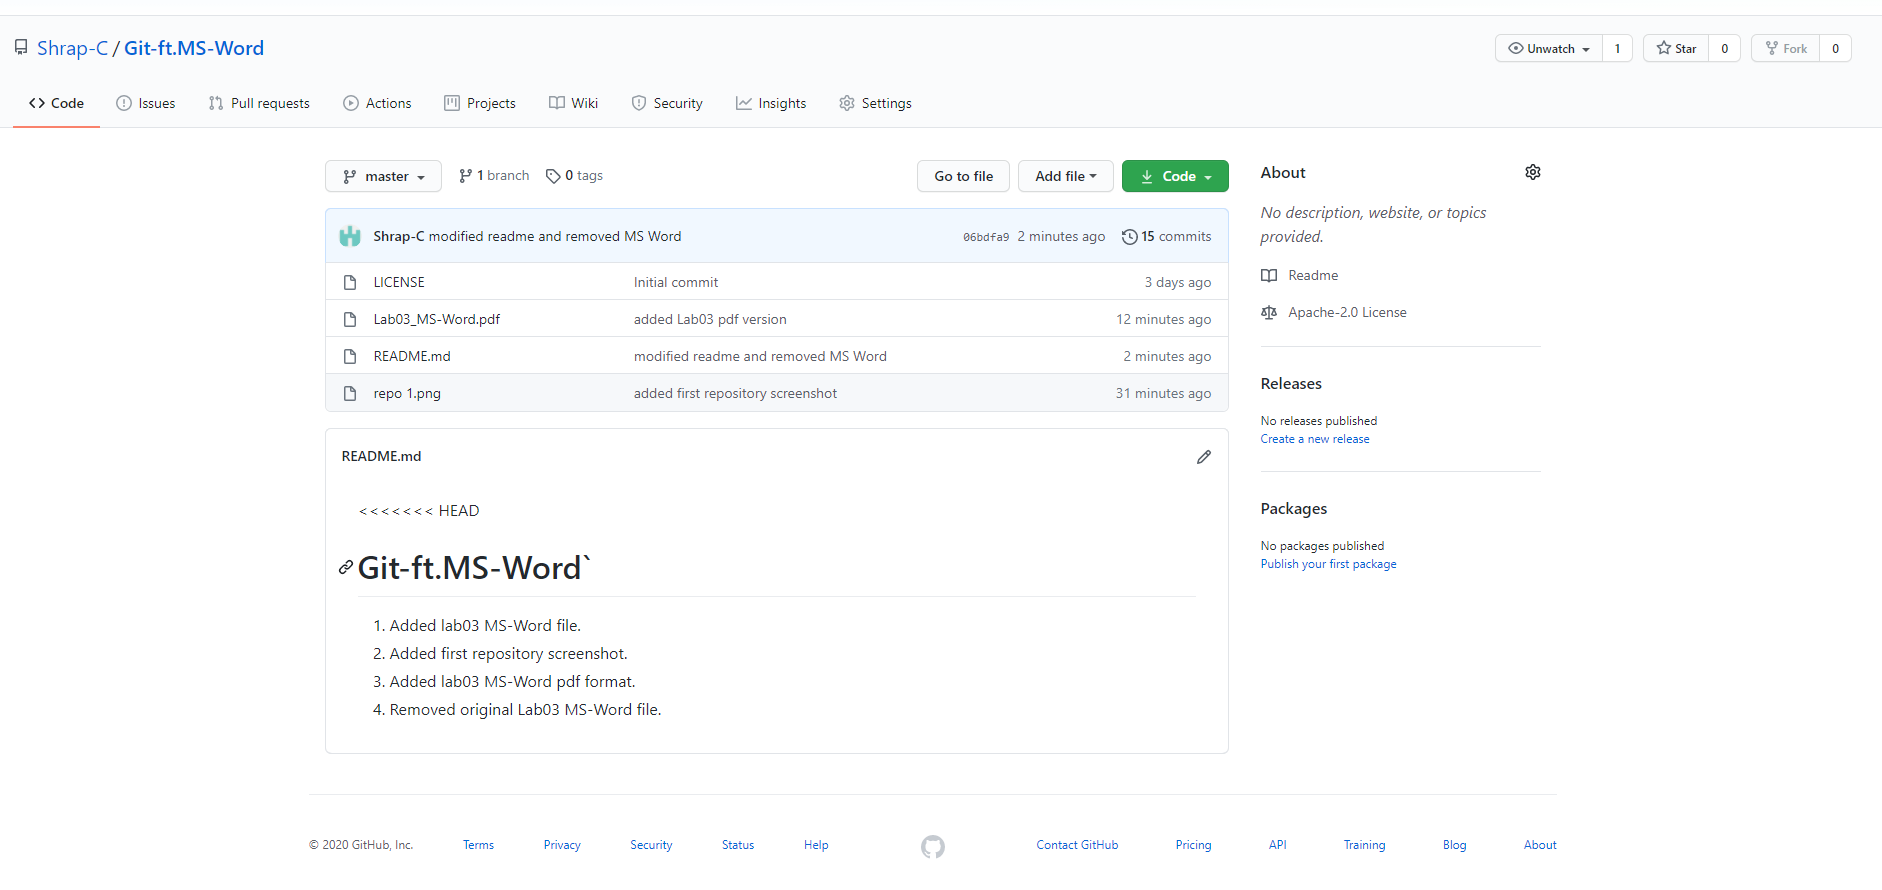 Shrap-C / Git-ft.MS-Word
Unwatch 1 Star 0 Fork 0
Code Issues Pull requests Actions Projects Wiki Security Insights Settings
master 1 branch 0 tags Go to file Add file Code
Shrap-C modified readme and removed MS Word 06bdfa9 2 minutes ago 15 commits
LICENSE Initial commit 3 days ago
Lab03_MS-Word.pdf added Lab03 pdf version 12 minutes ago
README.md modified readme and removed MS Word 2 minutes ago
repo 1.png added first repository screenshot 31 minutes ago
README.md
<<<<<<< HEAD
Git-ft.MS-Word`
1. Added lab03 MS-Word file.
2. Added first repository screenshot.
3. Added lab03 MS-Word pdf format.
4. Removed original Lab03 MS-Word file.
About
No description, website, or topics
provided.
Readme
Apache-2.0 License
Releases
No releases published
Create a new release
Packages
No packages published
Publish your first package
© 2020 GitHub, Inc. Terms Privacy Security Status Help Contact GitHub Pricing API Training Blog About